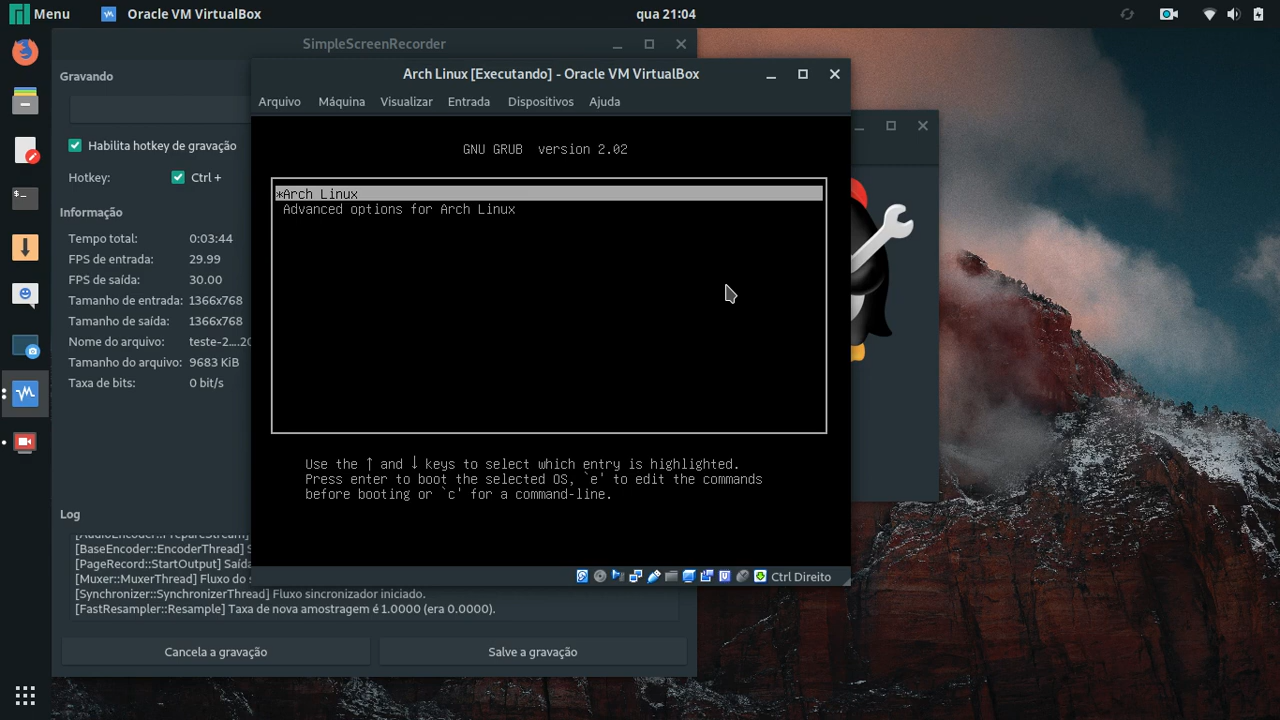 Menu
Oracle VM VirtualBox
qua 21:04
SimpleScreenRecorder
Gravando
Habilita hotkey de gravação
Hotkey:
Ctrl +
Informação
Tempo total: 0:03:44
FPS de entrada: 29.99
FPS de saída: 30.00
Tamanho de entrada: 1366x768
Tamanho de saída: 1366x768
Nome do arquivo: teste-2....20
Tamanho do arquivo: 9683 KiB
Taxa de bits: 0 bit/s
Log
[AudioEncoder::PrepareStream]
[BaseEncoder::EncoderThread] S
[PageRecord::StartOutput] Saída
[Muxer::MuxerThread] Fluxo do s
[Synchronizer::SynchronizerThread] Fluxo sincronizador iniciado.
[FastResampler::Resample] Taxa de nova amostragem é 1.0000 (era 0.0000).
Cancela a gravação
Salve a gravação
Arch Linux [Executando] - Oracle VM VirtualBox
Arquivo Máquina Visualizar Entrada Dispositivos Ajuda
GNU GRUB version 2.02
*Arch Linux
Advanced options for Arch Linux
Use the ↑ and ↓ keys to select which entry is highlighted.
Press enter to boot the selected OS, `e' to edit the commands
before booting or `c' for a command-line.
Ctrl Direito